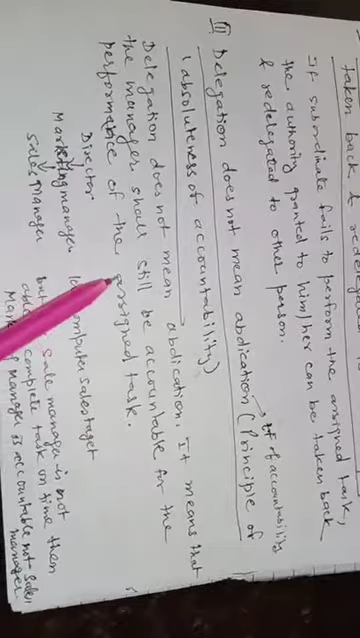 taken back &
If subordinate fails to perform the assigned task,
the authority granted to him/her can be taken back
& redelegated to other person.
of accountability
III Delegation does not mean abdication (Principle of
(absoluteness of accountability)
Delegation does not mean abdication. It means that
the manager shall still be accountable for the
performance of the assigned task.
Director
Marketing manager computer sales target
sales manager but sale manager is not
complete task on time then
manager is accountable not sales
manager.